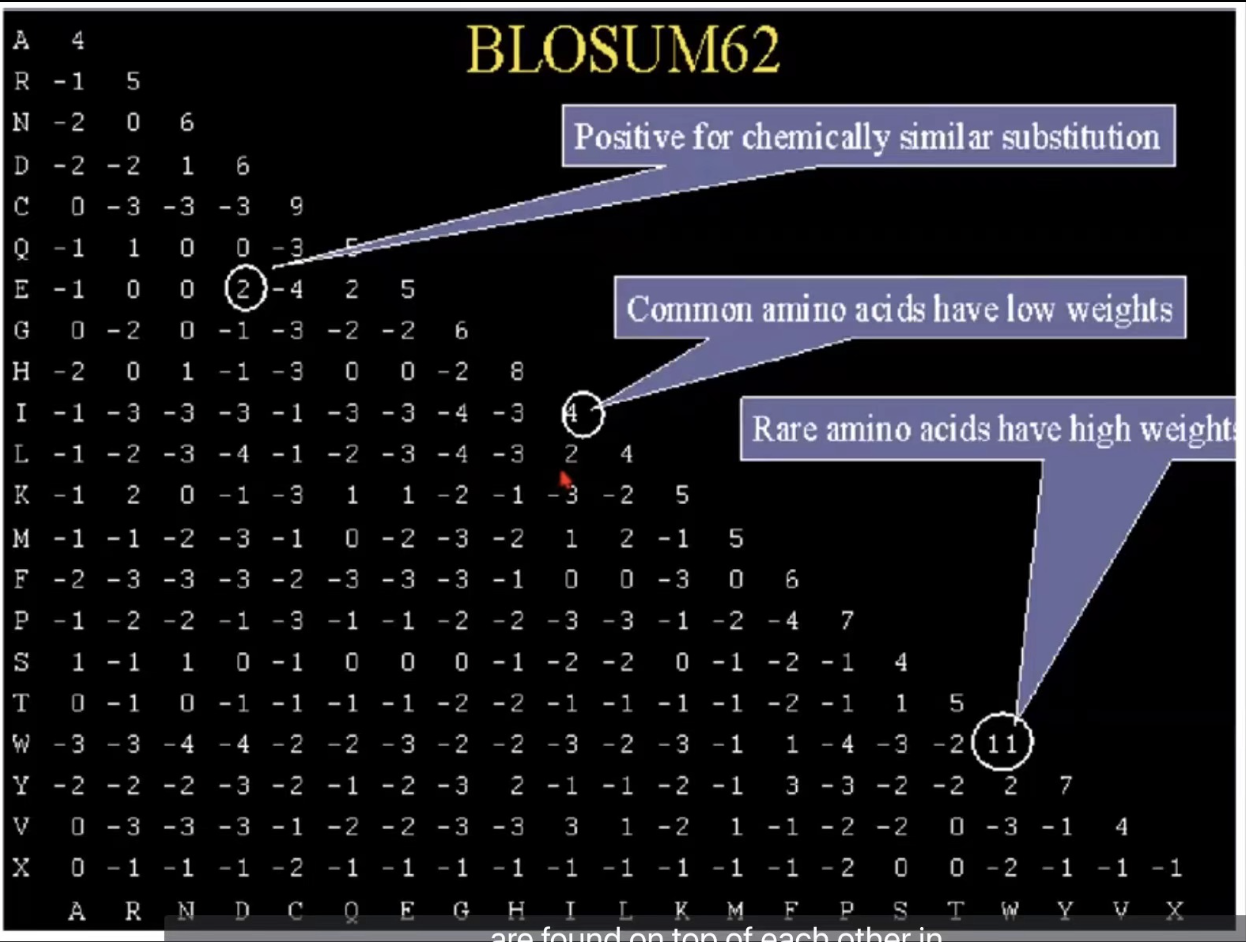 BLOSUM62
A 4
R -1 5
Positive for chemically similar substitution
N -2 0 6
D -2 -2 1 6
C 0 -3 -3 -3 9
Q -1 1 0 0 -3 5
E -1 0 0 2 -4 2 5
Common amino acids have low weights
G 0 -2 0 -1 -3 -2 -2 6
H -2 0 1 -1 -3 0 0 -2 8
I -1 -3 -3 -3 -1 -3 -3 -4 -3 4
Rare amino acids have high weights
L -1 -2 -3 -4 -1 -2 -3 -4 -3 2 4
K -1 2 0 -1 -3 1 1 -2 -1 -3 -2 5
M -1 -1 -2 -3 -1 0 -2 -3 -2 1 2 -1 5
F -2 -3 -3 -3 -2 -3 -3 -3 -1 0 0 -3 0 6
P -1 -2 -2 -1 -3 -1 -1 -2 -2 -3 -3 -1 -2 -4 7
S 1 -1 1 0 -1 0 0 0 -1 -2 -2 0 -1 -2 -1 4
T 0 -1 0 -1 -1 -1 -1 -2 -2 -1 -1 -1 -1 -2 -1 1 5
W -3 -3 -4 -4 -2 -2 -3 -2 -2 -3 -2 -3 -1 1 -4 -3 -2 11
Y -2 -2 -2 -3 -2 -1 -2 -3 2 -1 -1 -2 -1 3 -3 -2 -2 2 7
V 0 -3 -3 -3 -1 -2 -2 -3 -3 3 1 -2 1 -1 -2 -2 0 -3 -1 4
X 0 -1 -1 -1 -2 -1 -1 -1 -1 -1 -1 -1 -1 -1 -2 0 0 -2 -1 -1 -1
A R N D C Q E G H I L K M F P S T W Y V X
are found on top of each other in